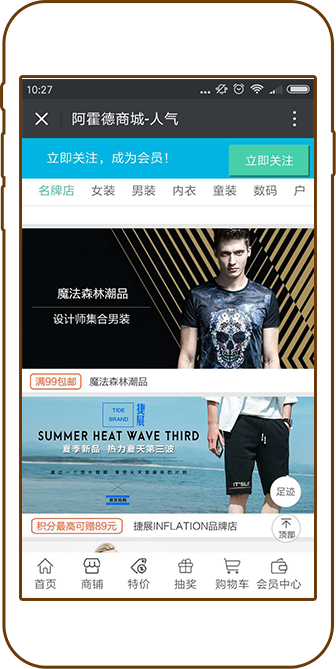 10:27
阿霍德商城-人气
立即关注，成为会员！
立即关注
名牌店 女装 男装 内衣 童装 数码 户
魔法森林潮品
设计师集合男装
满99包邮 魔法森林潮品
TIDE
BRAND
捷展
SUMMER HEAT WAVE THIRD
夏季新品 热力夏天第三波
IT'SLF
足迹
积分最高可赠89元 捷展INFLATION品牌店
顶部
首页 商铺 特价 抽奖 购物车 会员中心